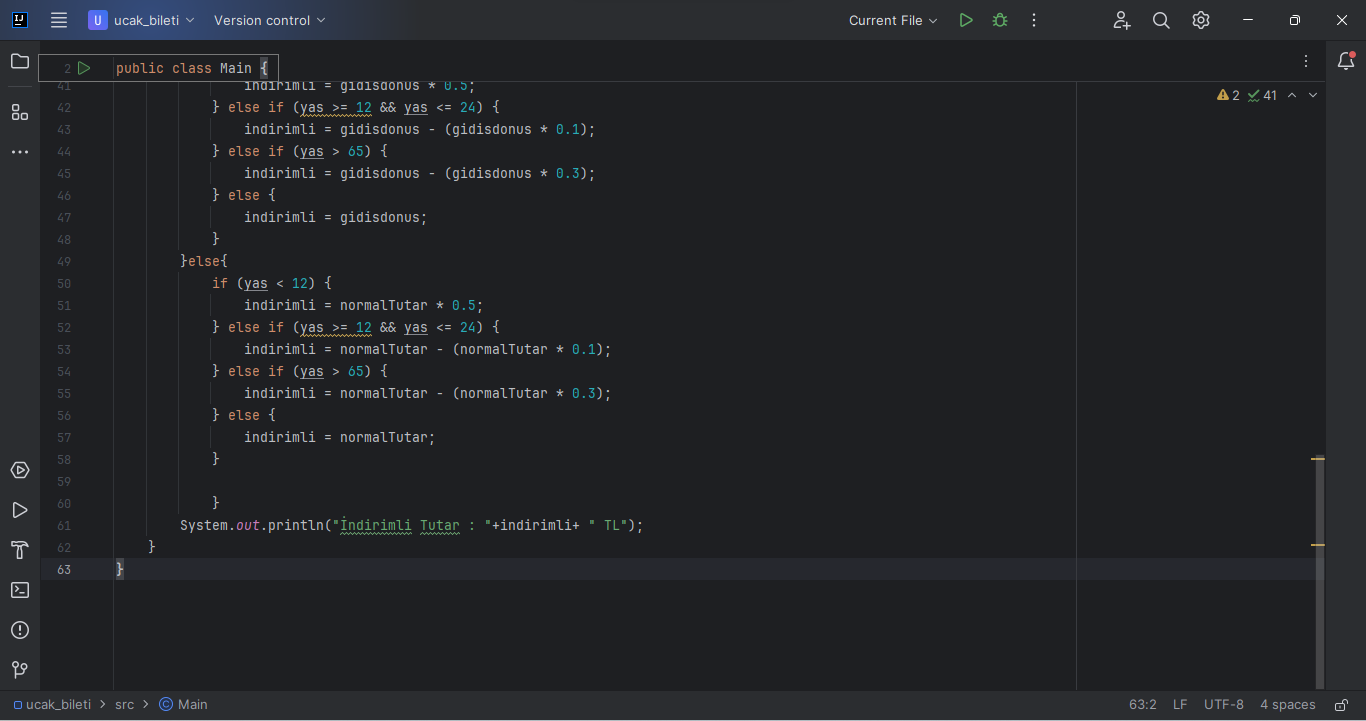 U ucak_bileti Version control Current File
2 public class Main {
41 indirimli = gidisdonus * 0.5;
42 } else if (yas >= 12 && yas <= 24) {
2 41
43 indirimli = gidisdonus - (gidisdonus * 0.1);
44 } else if (yas > 65) {
45 indirimli = gidisdonus - (gidisdonus * 0.3);
46 } else {
47 indirimli = gidisdonus;
48 }
49 }else{
50 if (yas < 12) {
51 indirimli = normalTutar * 0.5;
52 } else if (yas >= 12 && yas <= 24) {
53 indirimli = normalTutar - (normalTutar * 0.1);
54 } else if (yas > 65) {
55 indirimli = normalTutar - (normalTutar * 0.3);
56 } else {
57 indirimli = normalTutar;
58 }
59
60 }
61 System.out.println("İndirimli Tutar : "+indirimli+ " TL");
62 }
63 }
ucak_bileti > src > © Main 63:2 LF UTF-8 4 spaces